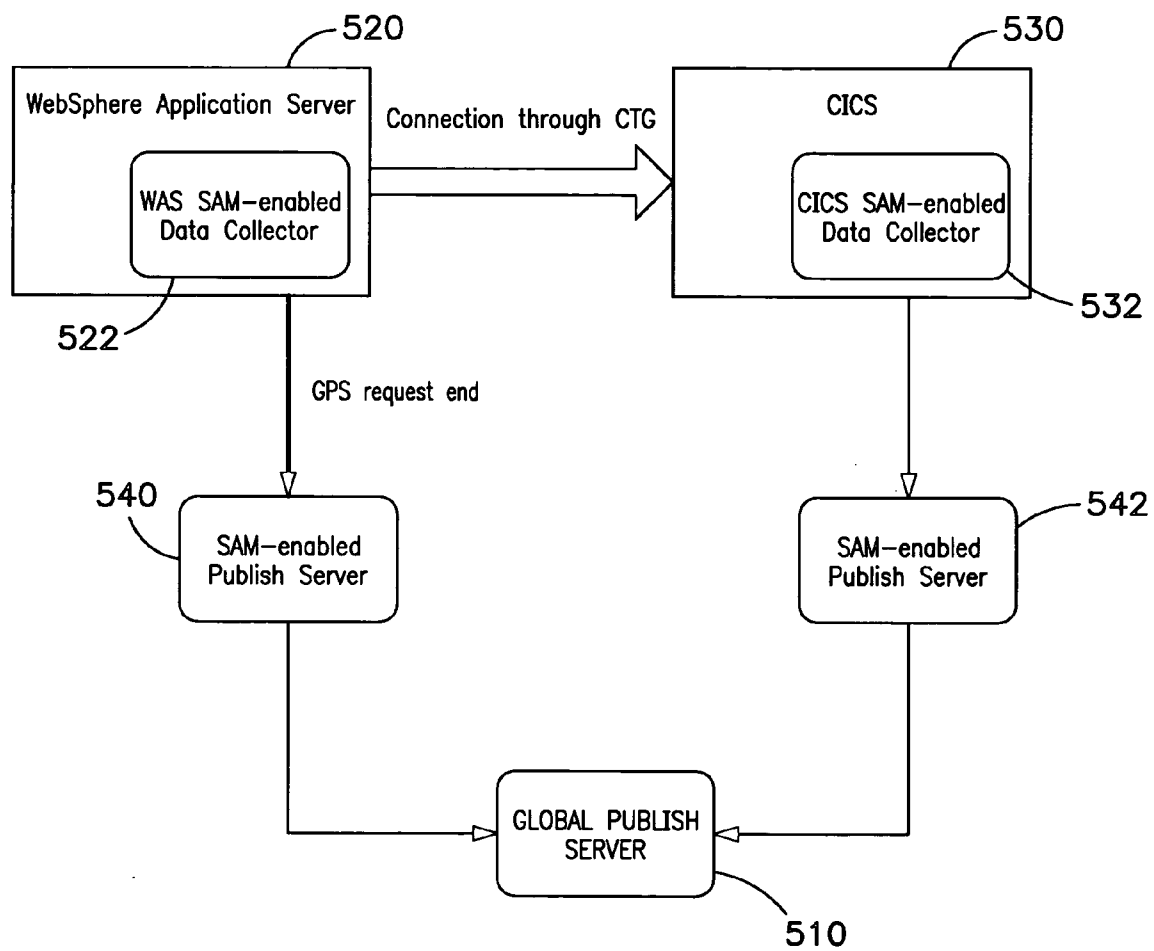 520
530
WebSphere Application Server
Connection through CTG
CICS
WAS SAM-enabled
Data Collector
CICS SAM-enabled
Data Collector
522
532
GPS request end
540
542
SAM-enabled
Publish Server
SAM-enabled
Publish Server
GLOBAL PUBLISH
SERVER
510